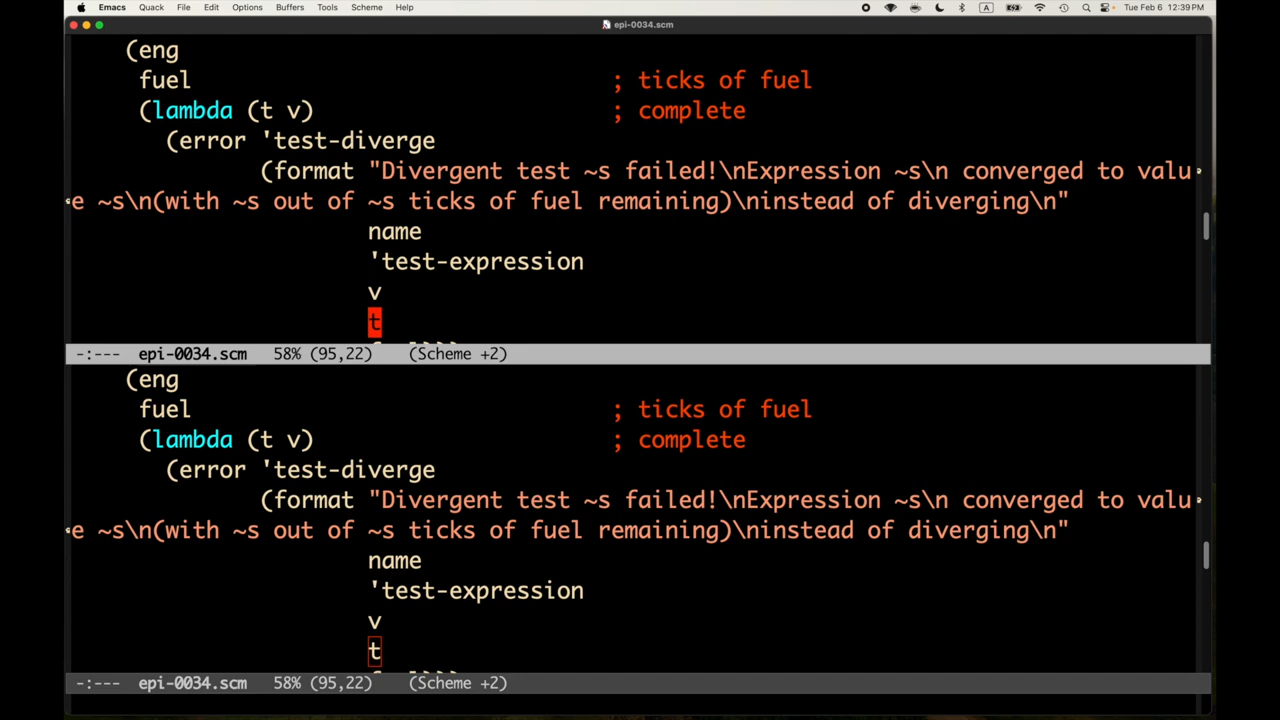 Emacs Quack File Edit Options Buffers Tools Scheme Help A Tue Feb 6 12:39 PM
epi-0034.scm
(eng
fuel ; ticks of fuel
(lambda (t v) ; complete
(error 'test-diverge
(format "Divergent test ~s failed!\nExpression ~s\n converged to valu
e ~s\n(with ~s out of ~s ticks of fuel remaining)\ninstead of diverging\n"
name
'test-expression
v
t
-:--- epi-0034.scm 58% (95,22) (Scheme +2)
(eng
fuel ; ticks of fuel
(lambda (t v) ; complete
(error 'test-diverge
(format "Divergent test ~s failed!\nExpression ~s\n converged to valu
e ~s\n(with ~s out of ~s ticks of fuel remaining)\ninstead of diverging\n"
name
'test-expression
v
t
-:--- epi-0034.scm 58% (95,22) (Scheme +2)